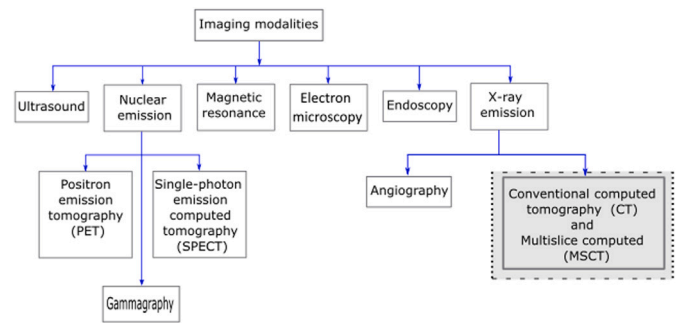 Imaging modalities
Ultrasound
Nuclear
emission
Magnetic
resonance
Electron
microscopy
Endoscopy
X-ray
emission
Positron
emission
tomography
(PET)
Single-photon
emission
computed
tomography
(SPECT)
Angiography
Conventional computed
tomography (CT)
and
Multislice computed
(MSCT)
Gammagraphy